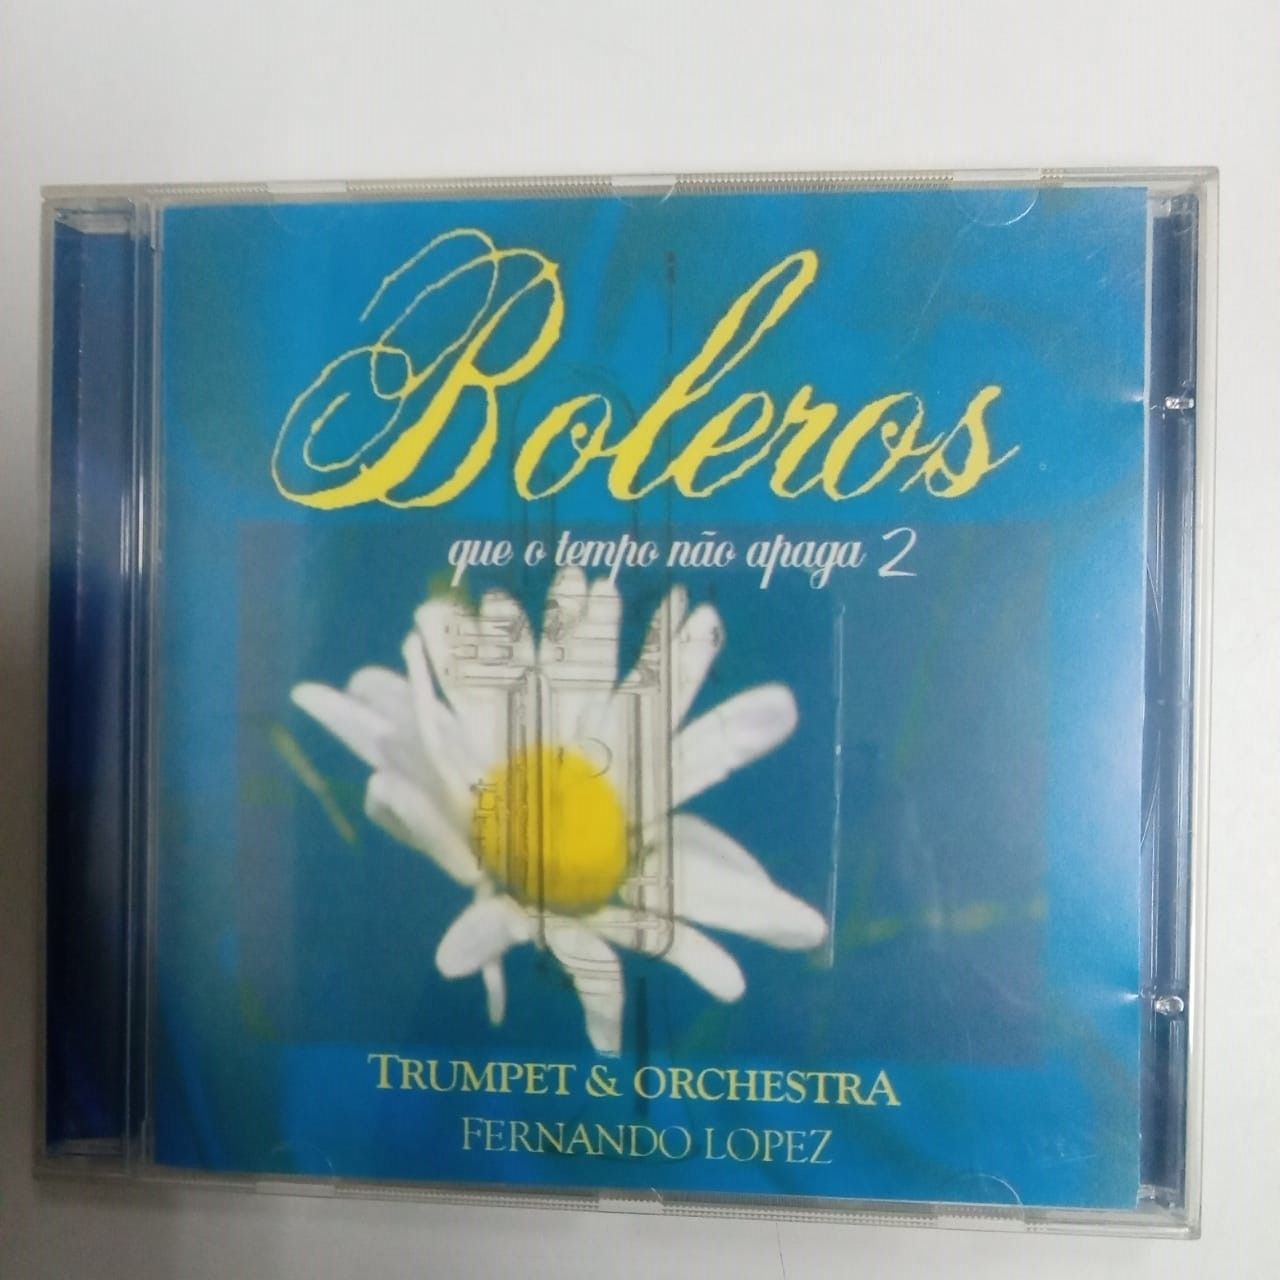 Boleros
que o tempo não apaga 2
TRUMPET & ORCHESTRA
FERNANDO LOPEZ